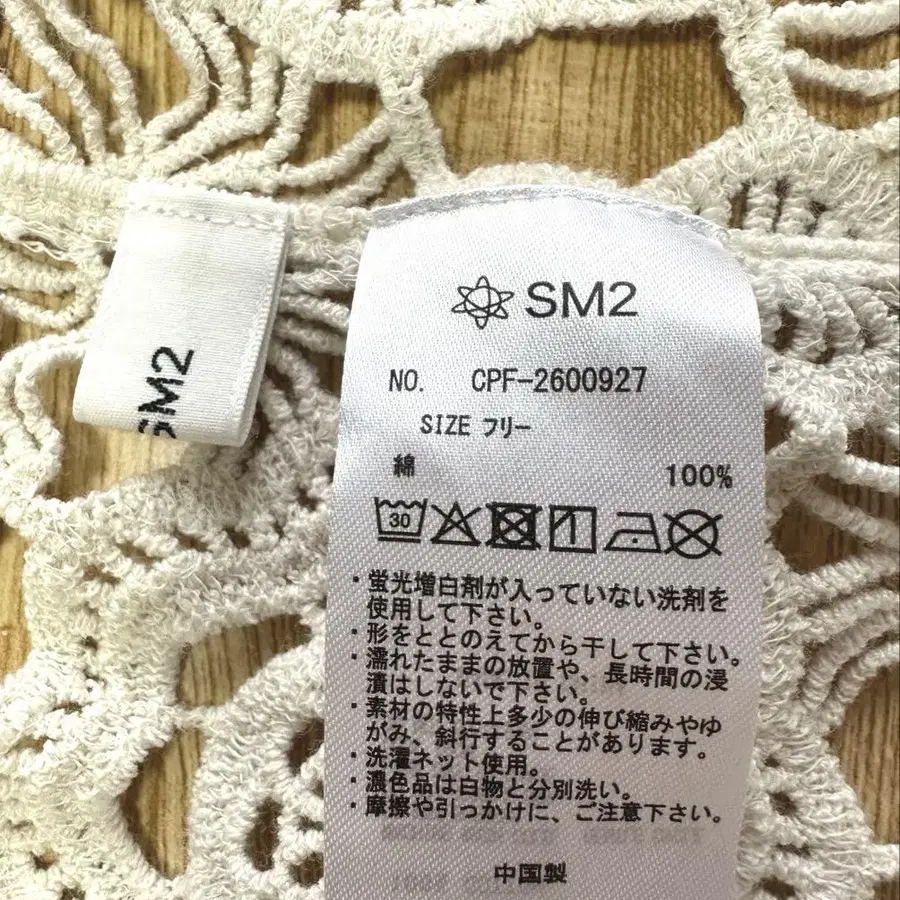 SM2
SM2
NO. CPF-2600927
SIZE フリー
綿 100%
30
・蛍光増白剤が入っていない洗剤を
使用して下さい。
・形をととのえてから干して下さい。
・濡れたままの放置や、長時間の浸
漬はしないで下さい。
・素材の特性上多少の伸び縮みやゆ
がみ、斜行することがあります。
・洗濯ネット使用。
・濃色品は白物と分別洗い。
・摩擦や引っかけに、ご注意下さい。
中国製